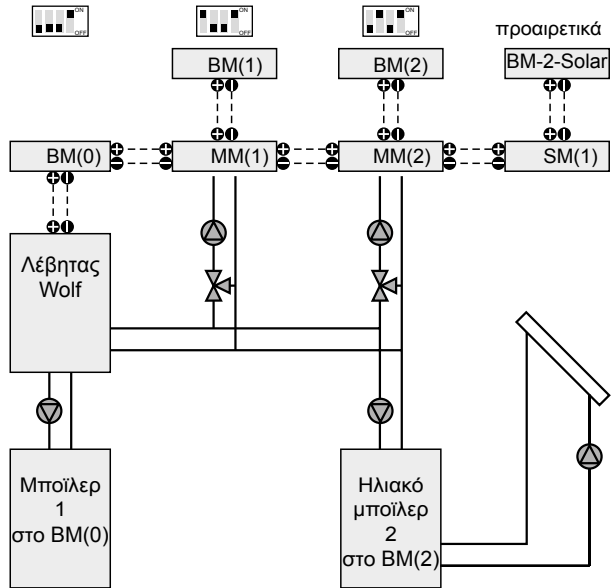 ON
OFF
ON
OFF
ON
OFF
προαιρετικά
BM(1)
BM(2)
BM-2-Solar
BM(0)
MM(1)
MM(2)
SM(1)
Λέβητας
Wolf
Μποϊλερ
1
στο BM(0)
Ηλιακό
μποϊλερ
2
στο BM(2)